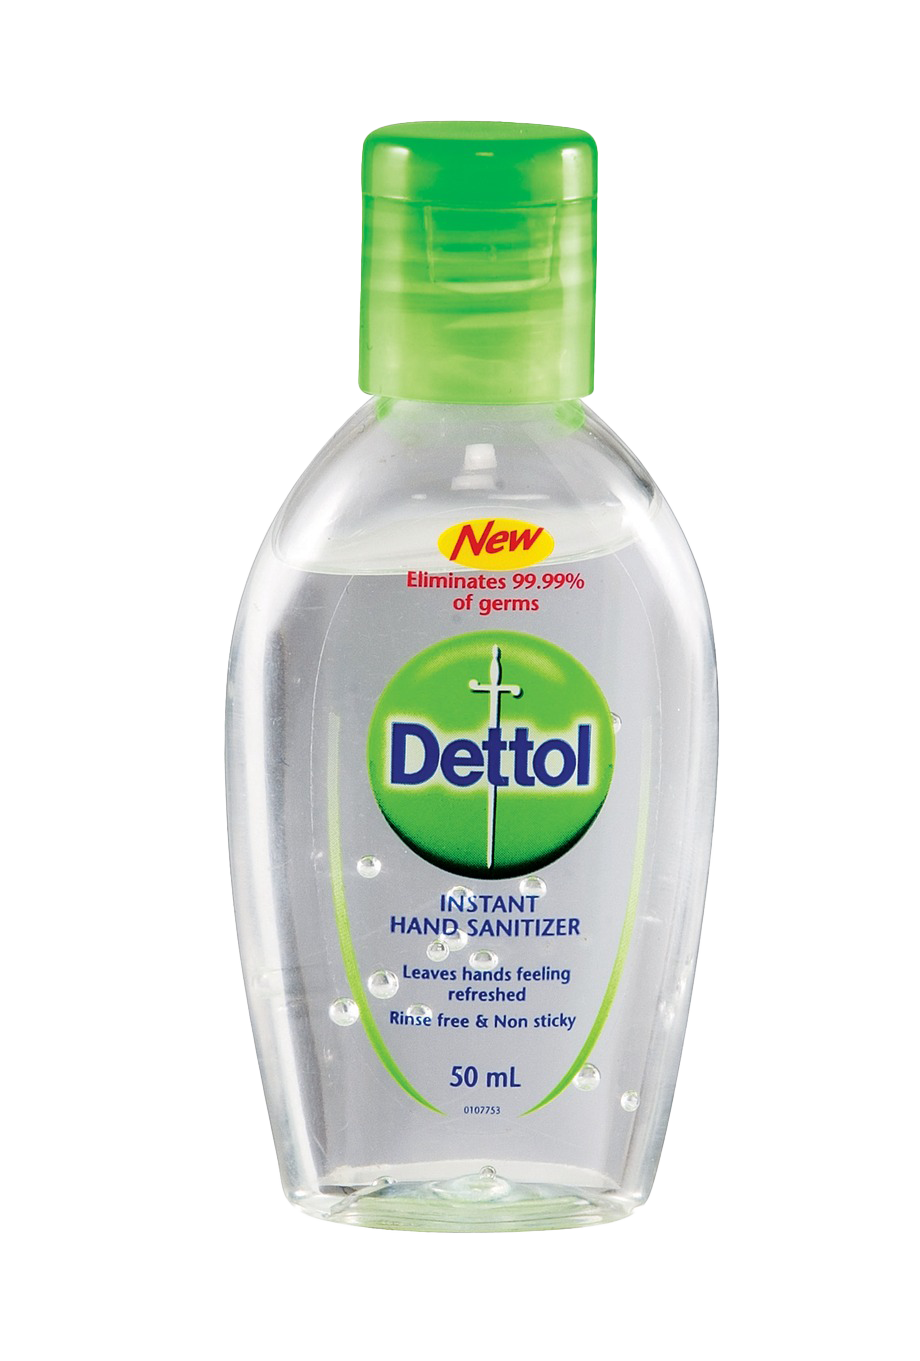 New
Eliminates 99.99%
of germs
Dettol
INSTANT
HAND SANITIZER
Leaves hands feeling
refreshed
Rinse free & Non sticky
50 mL
0107753